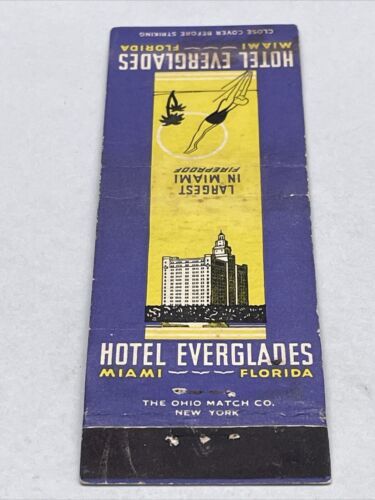 CLOSE COVER BEFORE STRIKING
MIAMI FLORIDA
HOTEL EVERGLADES
LARGEST
IN MIAMI
FIREPROOF
HOTEL EVERGLADES
MIAMI FLORIDA
THE OHIO MATCH CO.
NEW YORK